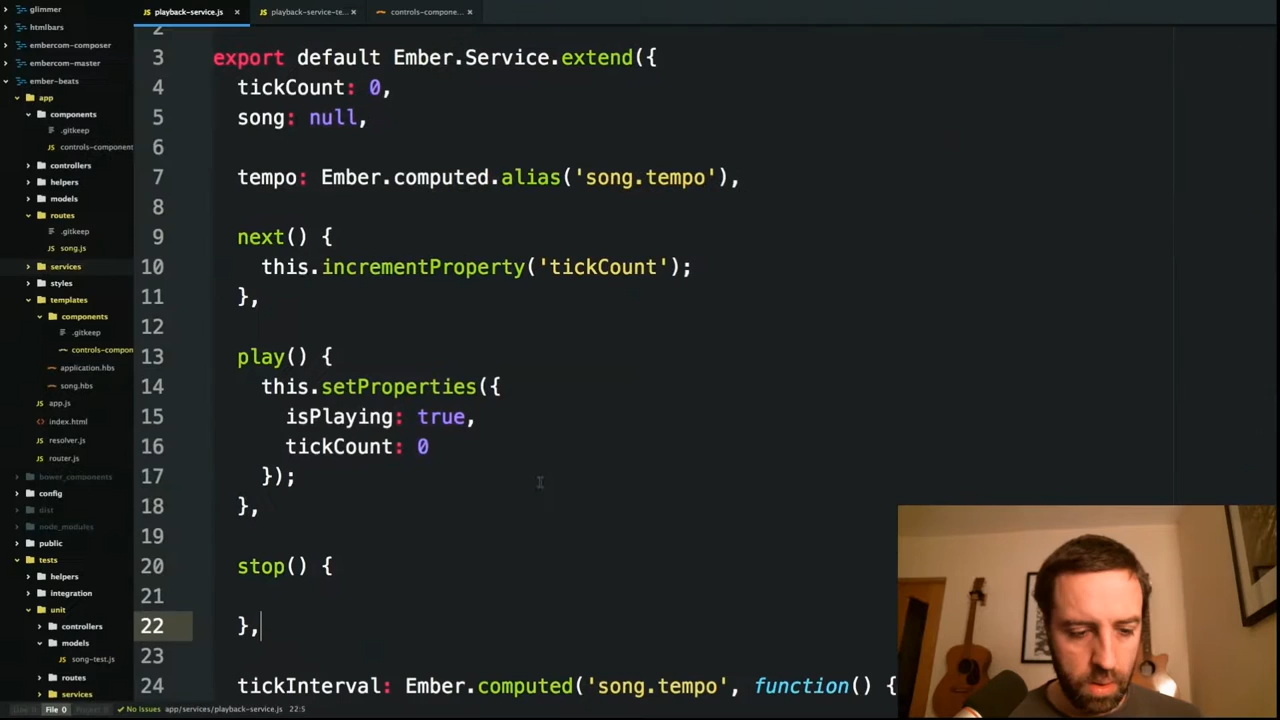 glimmer
htmlbars
embercom-composer
embercom-master
ember-beats
app
components
.gitkeep
controls-component
controllers
helpers
models
routes
.gitkeep
song.js
services
styles
templates
components
.gitkeep
controls-compon
application.hbs
song.hbs
app.js
index.html
resolver.js
router.js
bower_components
config
dist
node_modules
public
tests
helpers
integration
unit
controllers
models
song-test.js
routes
services
playback-service.js ×
playback-service-te... ×
controls-compone... ×
2
3 export default Ember.Service.extend({
4 tickCount: 0,
5 song: null,
6
7 tempo: Ember.computed.alias('song.tempo'),
8
9 next() {
10 this.incrementProperty('tickCount');
11 },
12
13 play() {
14 this.setProperties({
15 isPlaying: true,
16 tickCount: 0
17 });
18 },
19
20 stop() {
21
22 },
23
24 tickInterval: Ember.computed('song.tempo', function() {
File 0 No Issues app/services/playback-service.js 22:5